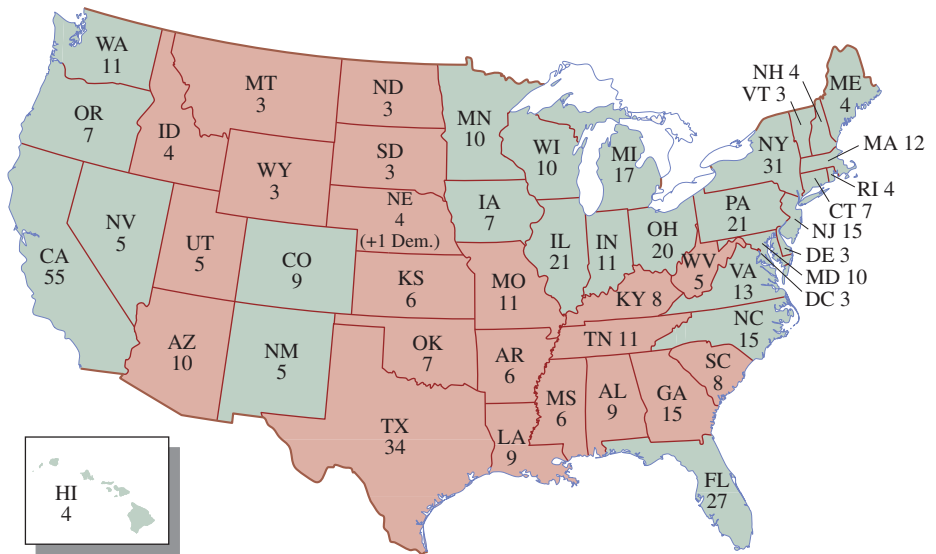 WA
11
OR
7
CA
55
NV
5
ID
4
MT
3
WY
3
UT
5
CO
9
AZ
10
NM
5
ND
3
SD
3
NE
4
(+1 Dem.)
KS
6
OK
7
TX
34
MN
10
IA
7
MO
11
AR
6
LA
9
WI
10
IL
21
MI
17
IN
11
OH
20
KY 8
TN 11
MS
6
AL
9
GA
15
FL
27
SC
8
NC
15
VA
13
WV
5
PA
21
NY
31
NH 4
VT 3
ME
4
MA 12
RI 4
CT 7
NJ 15
DE 3
MD 10
DC 3
HI
4